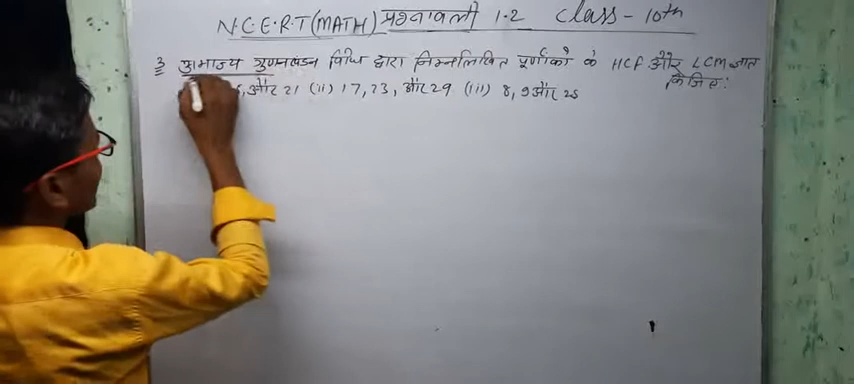 N.C.E.R.T(MATH) प्रश्नावली 1.2 Class - 10th
3 अभाज्य गुणनखंडन विधि द्वारा निम्नलिखित पूर्णांको के HCF और LCM ज्ञात
किजिए:
और 21 (ii) 17, 23, और 29 (iii) 8, 9 और 25